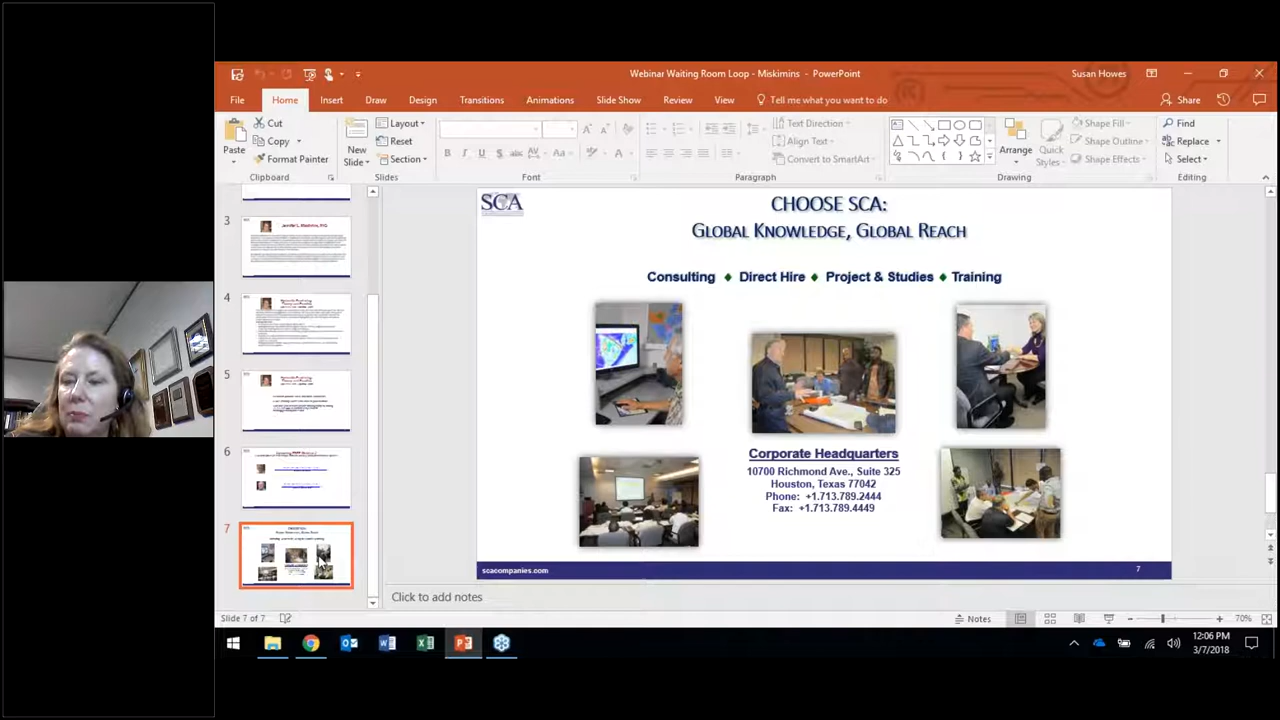 Webinar Waiting Room Loop - Miskimins - PowerPoint
Susan Howes
File Home Insert Draw Design Transitions Animations Slide Show Review View Tell me what you want to do Share
Paste Cut
Copy
Format Painter
Clipboard
New Slide
Layout
Reset
Section
Slides
B I U S abc AV Aa A
Font
Text Direction
Align Text
Convert to SmartArt
Paragraph
Arrange
Quick Styles
Shape Fill
Shape Outline
Shape Effects
Drawing
Find
Replace
Select
Editing
3
4
5
6
7
SCA
CHOOSE SCA:
GLOBAL KNOWLEDGE, GLOBAL REACH
Consulting ♦ Direct Hire ♦ Project & Studies ♦ Training
Corporate Headquarters
10700 Richmond Ave., Suite 325
Houston, Texas 77042
Phone: +1.713.789.2444
Fax: +1.713.789.4449
scacompanies.com 7
Click to add notes
Slide 7 of 7 Notes 70%
12:06 PM
3/7/2018